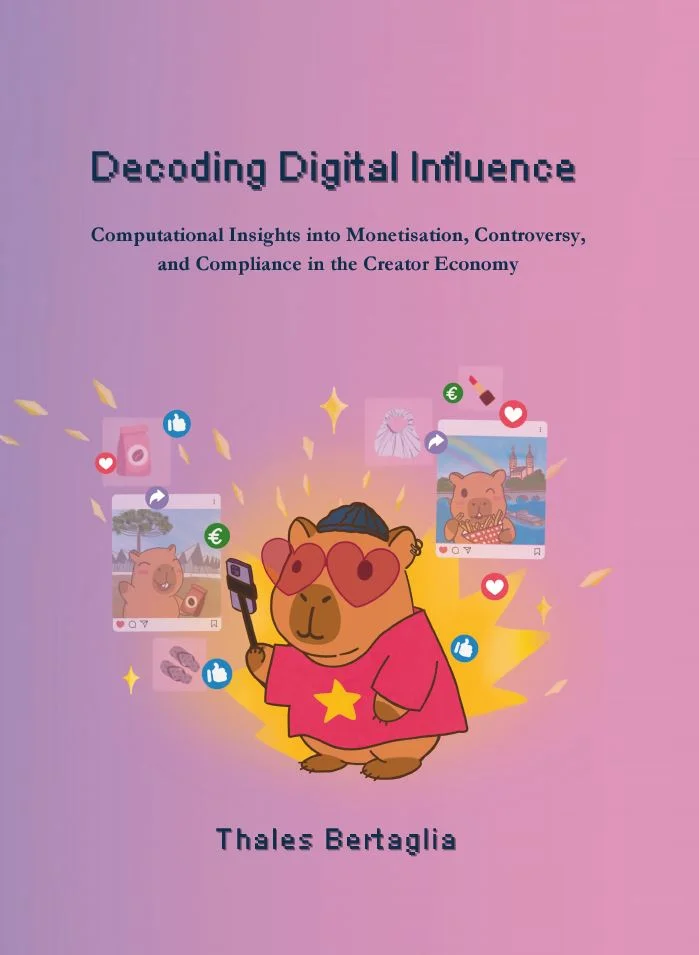 Decoding Digital Influence
Computational Insights into Monetisation, Controversy,
and Compliance in the Creator Economy
€
€
Thales Bertaglia